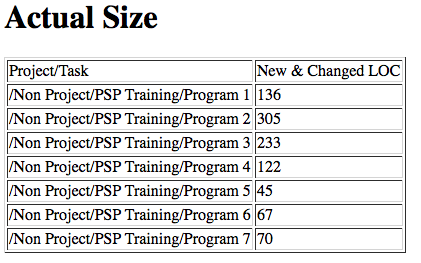 Actual Size
Project/Task New & Changed LOC
/Non Project/PSP Training/Program 1 136
/Non Project/PSP Training/Program 2 305
/Non Project/PSP Training/Program 3 233
/Non Project/PSP Training/Program 4 122
/Non Project/PSP Training/Program 5 45
/Non Project/PSP Training/Program 6 67
/Non Project/PSP Training/Program 7 70